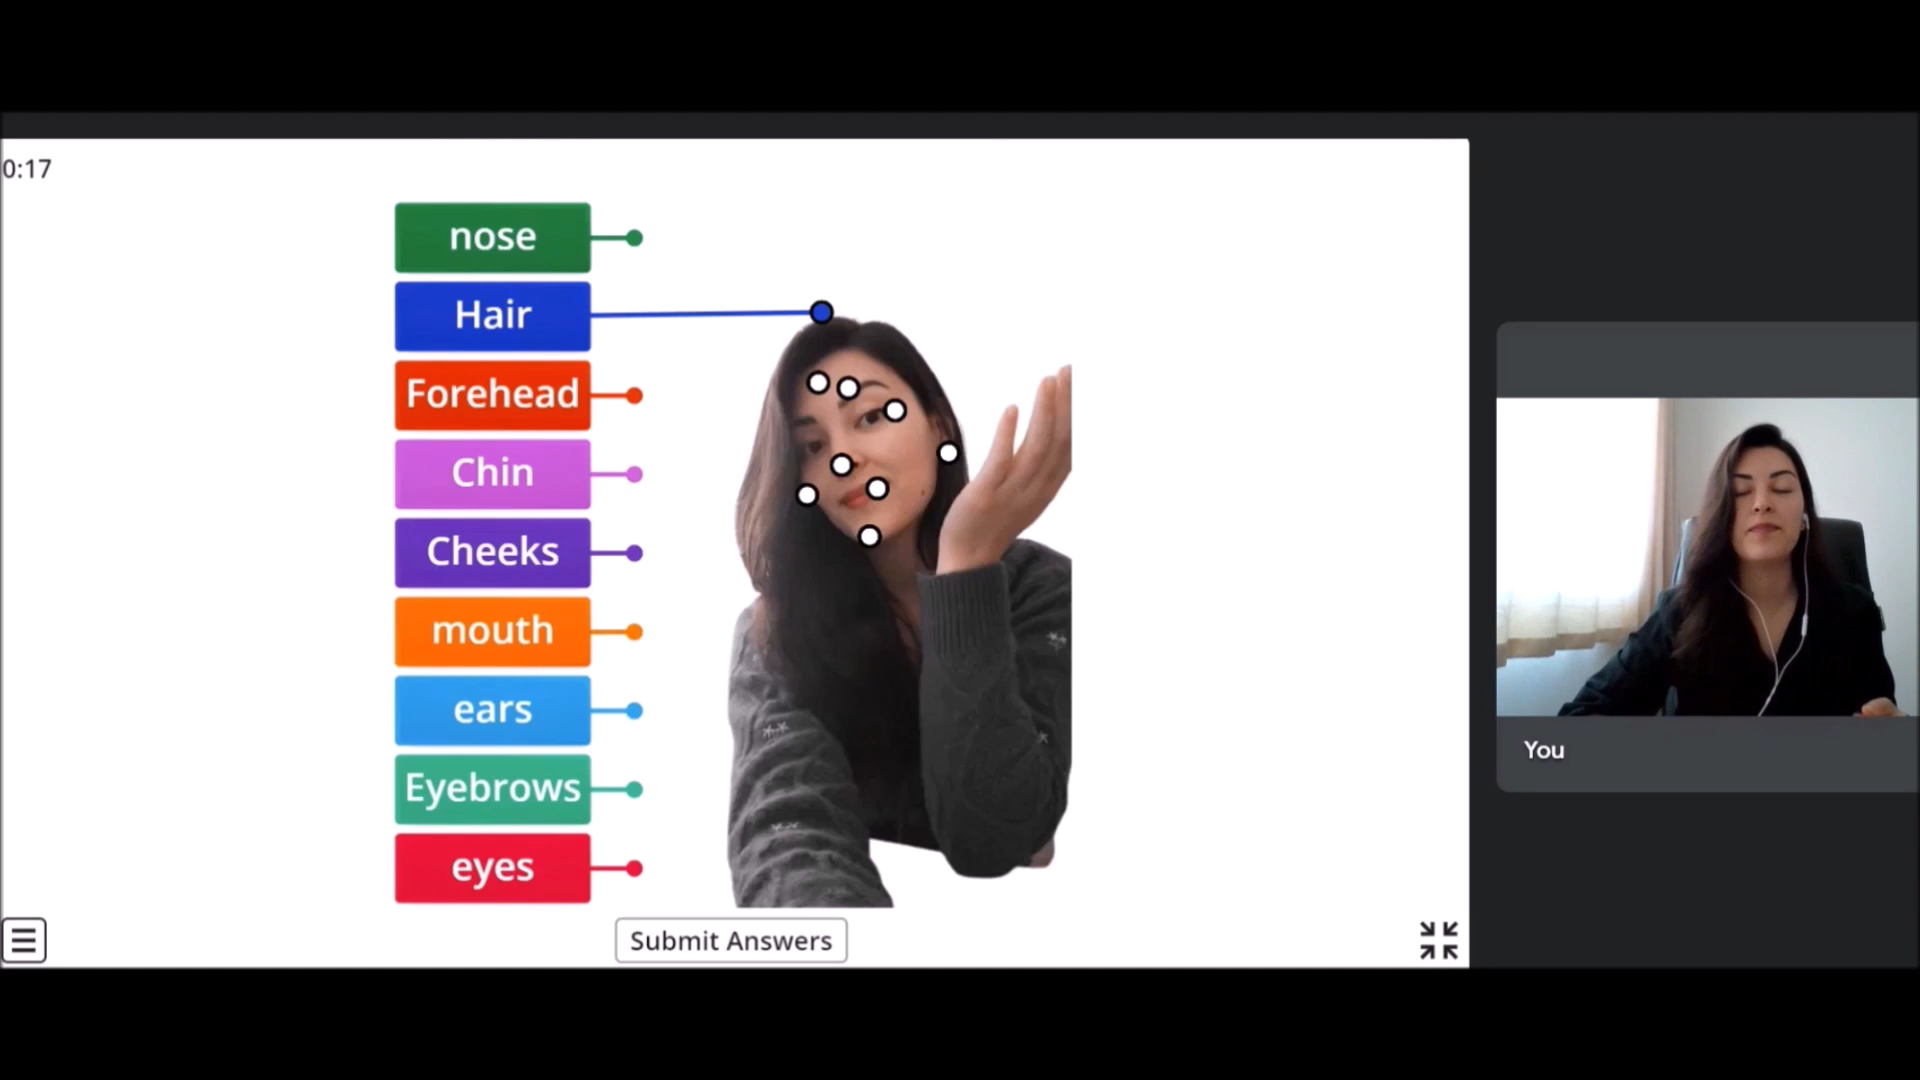 0:17
nose
Hair
Forehead
Chin
Cheeks
mouth
ears
Eyebrows
eyes
Submit Answers
You